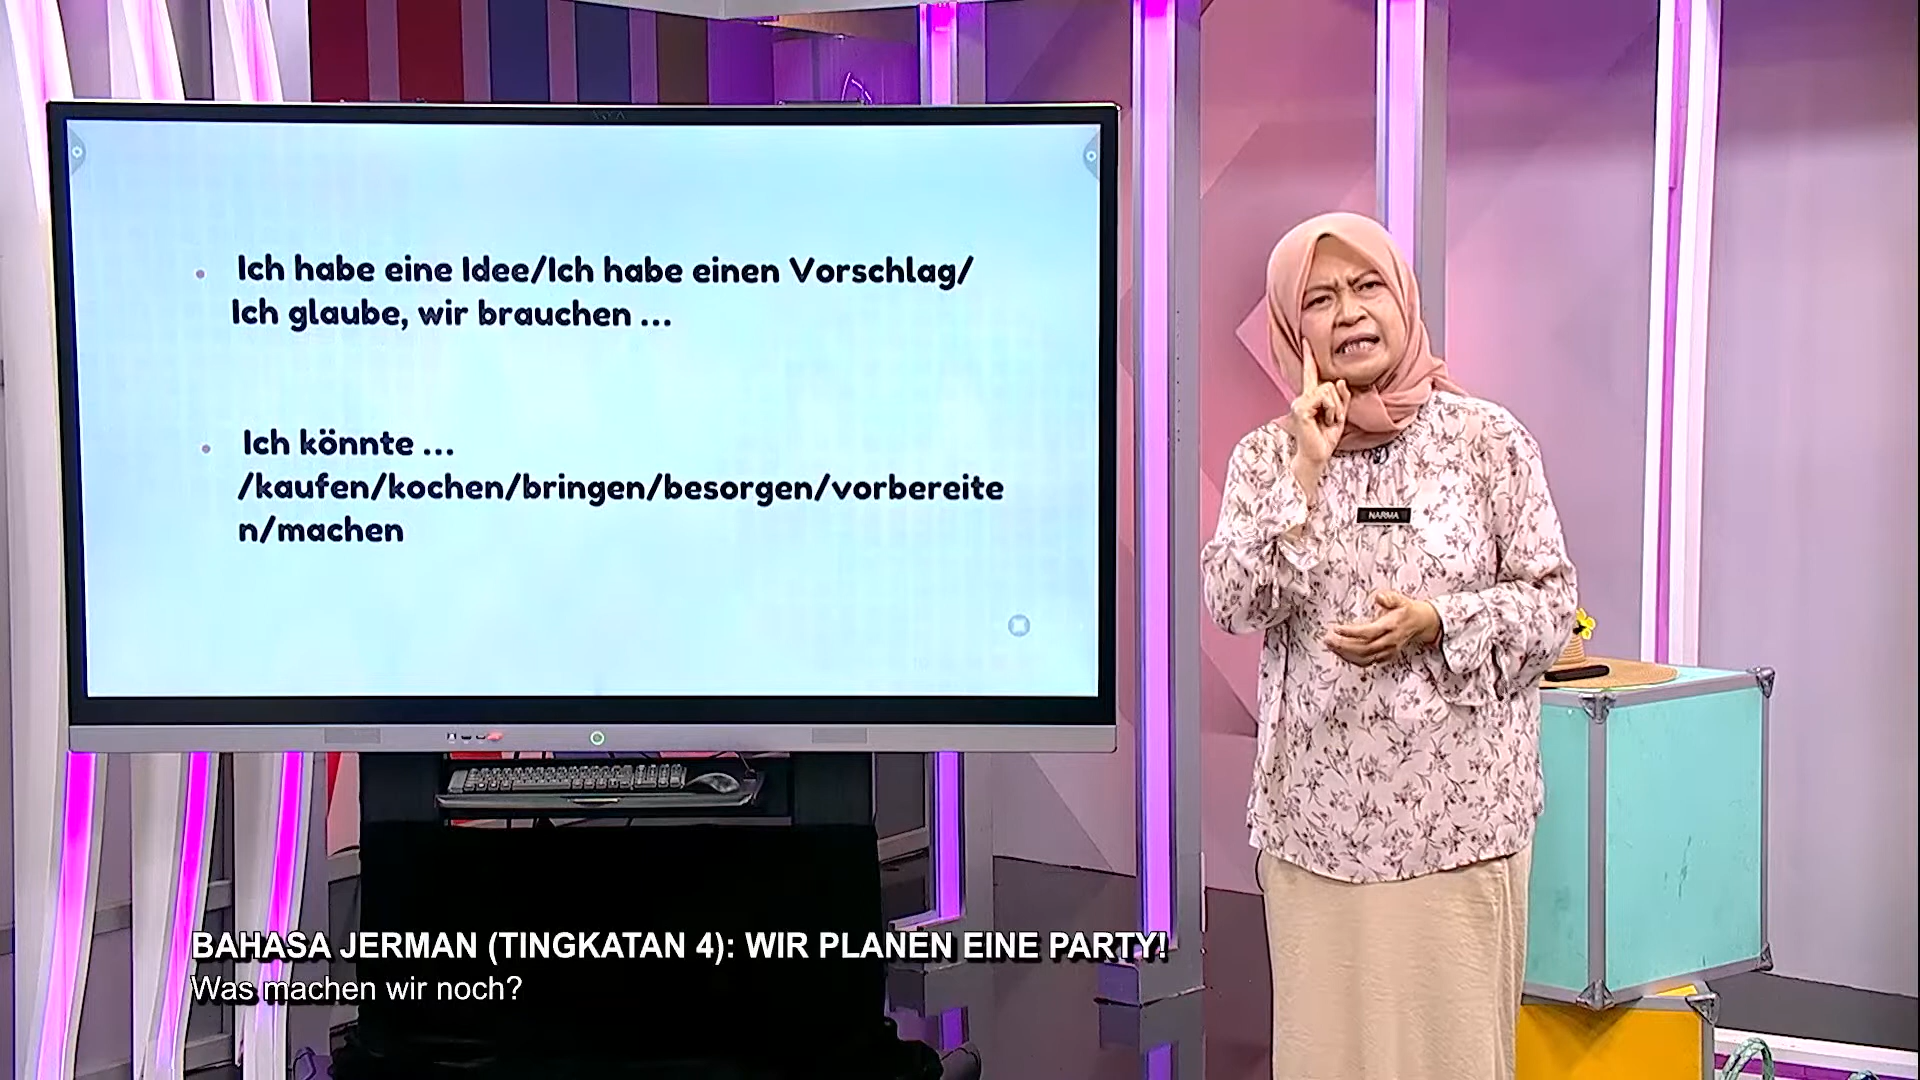 Ich habe eine Idee/Ich habe einen Vorschlag/
Ich glaube, wir brauchen ...
Ich könnte ...
/kaufen/kochen/bringen/besorgen/vorbereite
n/machen
NARMA
BAHASA JERMAN (TINGKATAN 4): WIR PLANEN EINE PARTY!
Was machen wir noch?